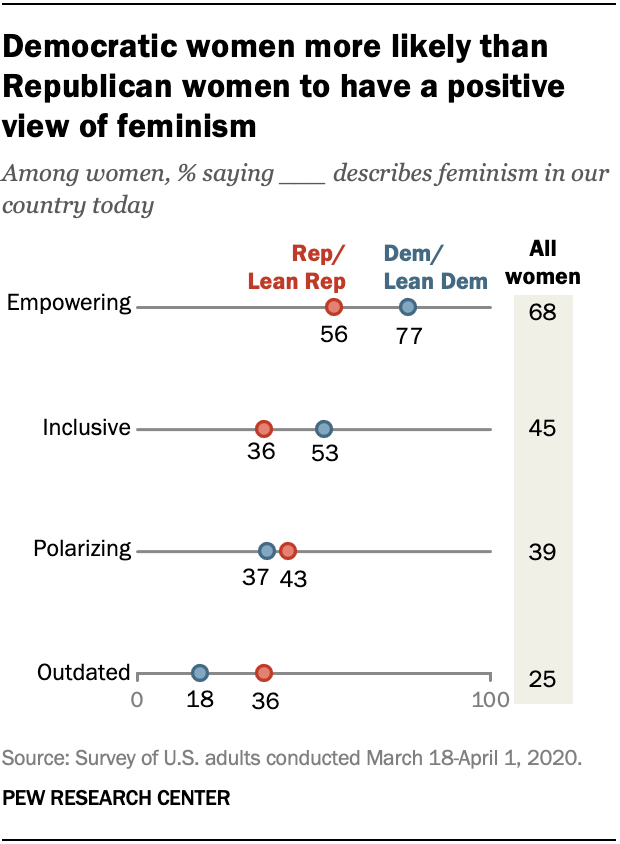 Democratic women more likely than
Republican women to have a positive
view of feminism
Among women, % saying ___ describes feminism in our
country today
Rep/
Lean Rep
Dem/
Lean Dem
All
women
Empowering
56
77
68
Inclusive
36
53
45
Polarizing
37
43
39
Outdated
0
18
36
100
25
Source: Survey of U.S. adults conducted March 18-April 1, 2020.
PEW RESEARCH CENTER